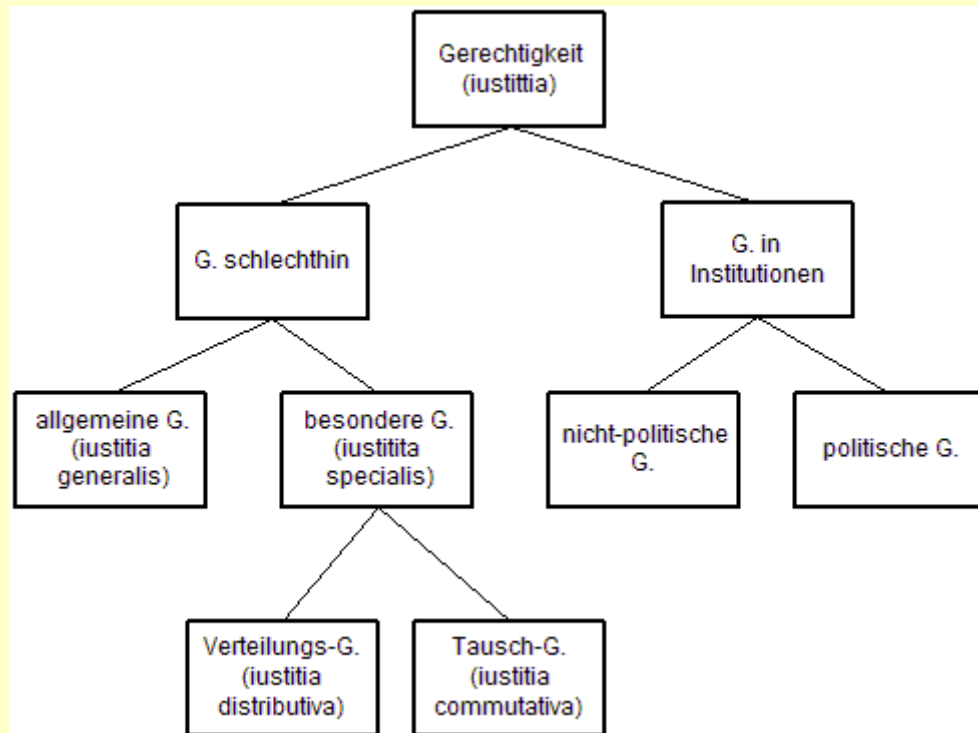 Gerechtigkeit
(iustittia)
G. schlechthin
G. in
Institutionen
allgemeine G.
(iustitia
generalis)
besondere G.
(iustitita
specialis)
nicht-politische
G.
politische G.
Verteilungs-G.
(iustitia
distributiva)
Tausch-G.
(iustitia
commutativa)